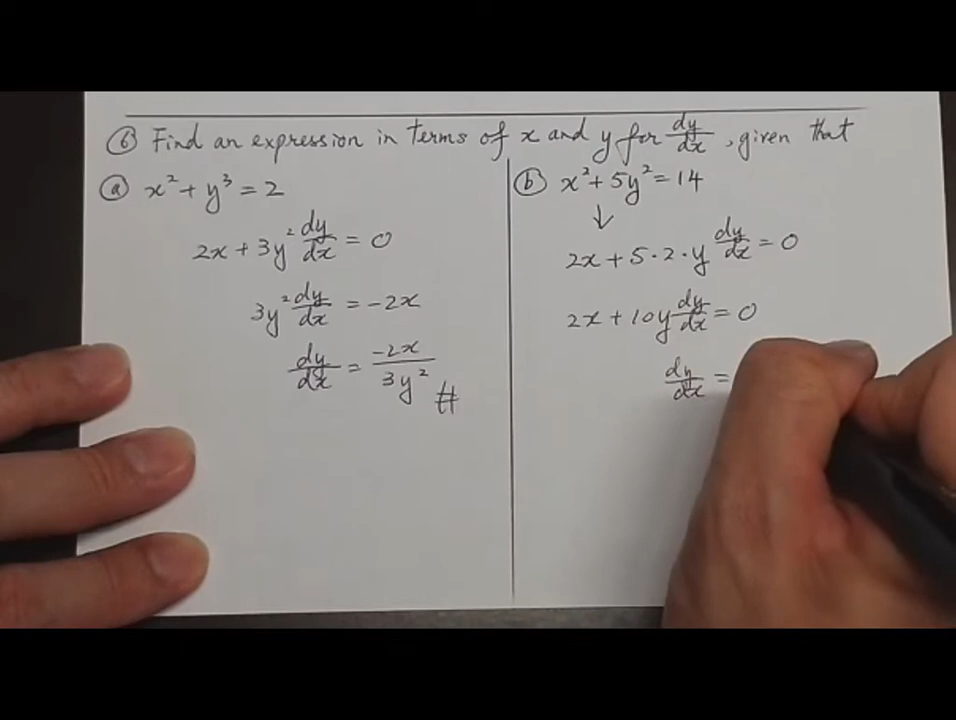 ⑥ Find an expression in terms of x and y for dy/dx, given that
ⓐ x² + y³ = 2
2x + 3y² dy/dx = 0
3y² dy/dx = -2x
dy/dx = -2x/3y² #
ⓑ x² + 5y² = 14
↓
2x + 5·2·y dy/dx = 0
2x + 10y dy/dx = 0
dy/dx =